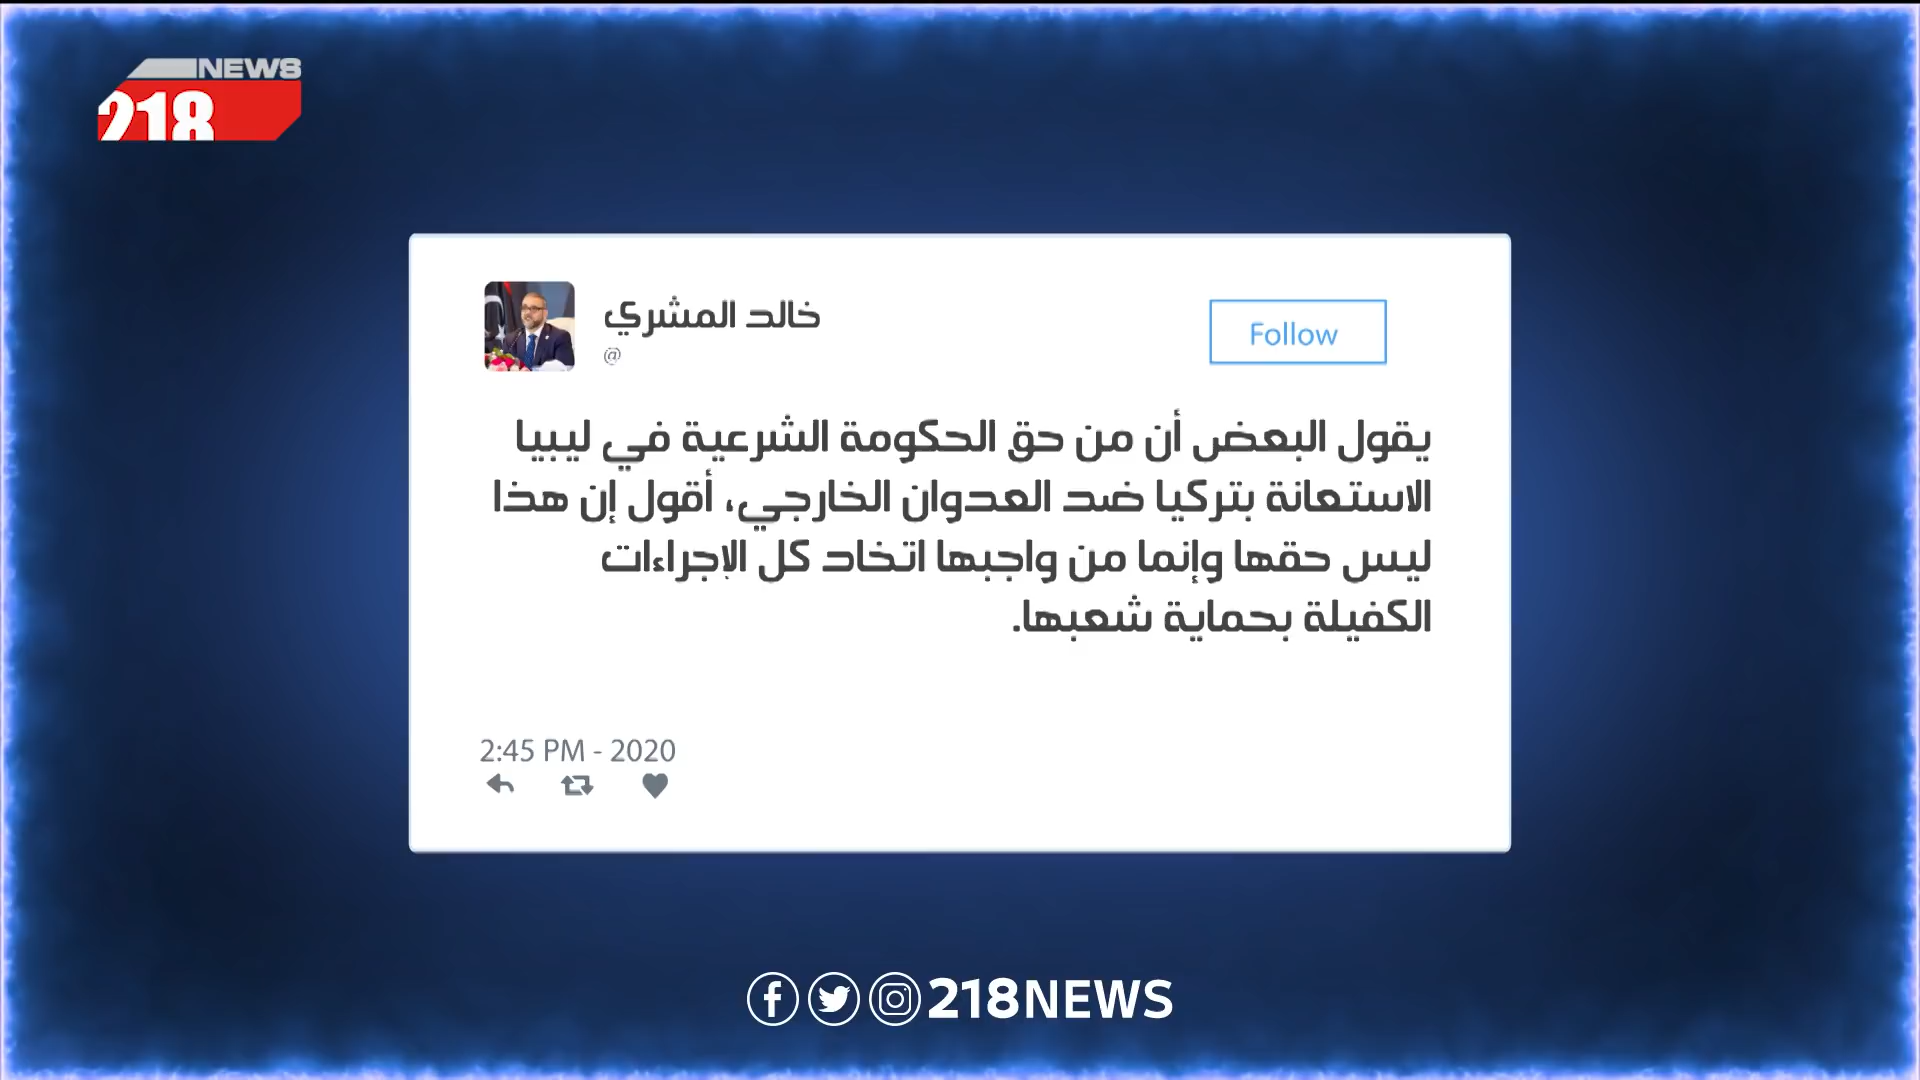 NEWS
218
خالد المشري
@
Follow
يقول البعض أن من حق الحكومة الشرعية في ليبيا
الاستعانة بتركيا ضد العدوان الخارجي، أقول إن هذا
ليس حقها وإنما من واجبها اتخاد كل الإجراءات
الكفيلة بحماية شعبها.
2:45 PM - 2020
218NEWS